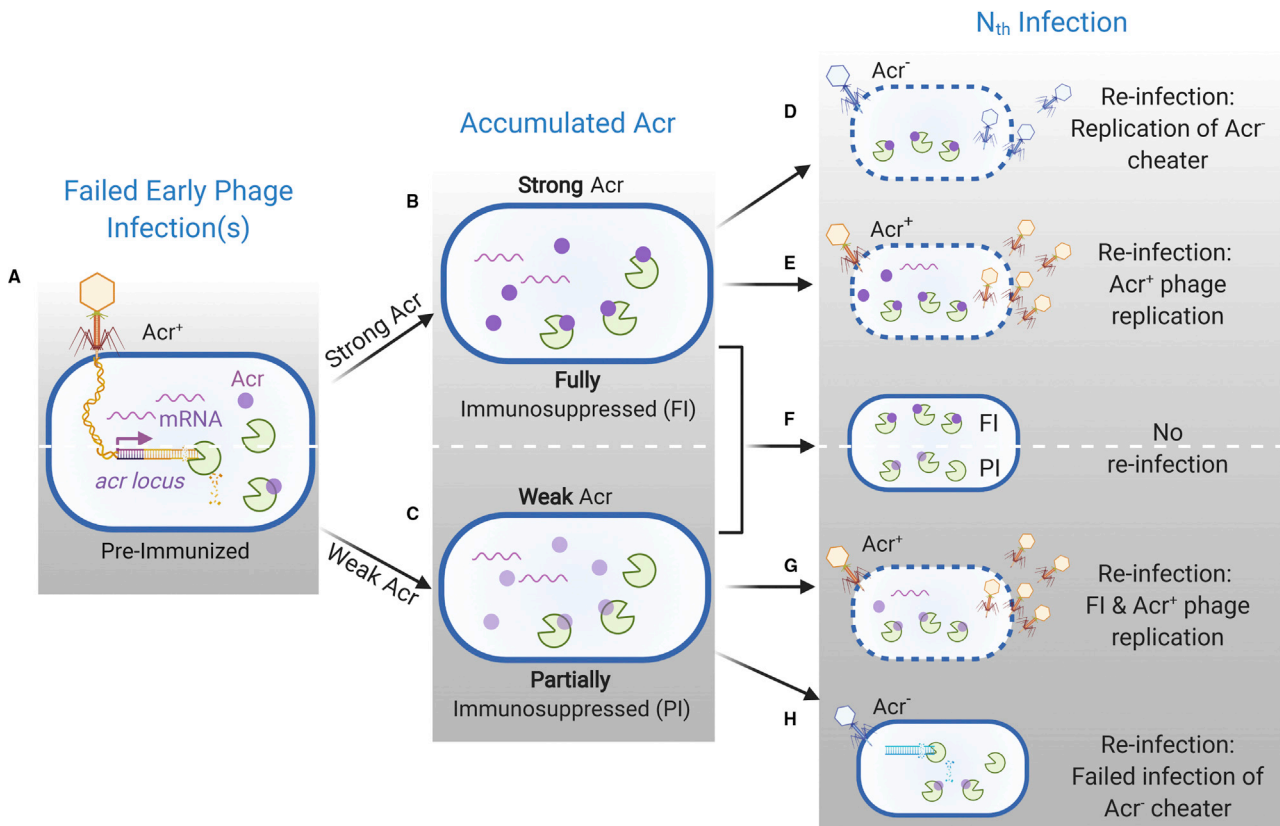 Failed Early Phage
Infection(s)
A
Acr⁺
Acr
mRNA
acr locus
Pre-Immunized
Strong Acr
Weak Acr
Accumulated Acr
B
Strong Acr
Fully
Immunosuppressed (FI)
C
Weak Acr
Partially
Immunosuppressed (PI)
Nth Infection
D
Acr⁻
Re-infection:
Replication of Acr⁻
cheater
E
Acr⁺
Re-infection:
Acr⁺ phage
replication
F
FI
PI
No
re-infection
G
Acr⁺
Re-infection:
FI & Acr⁺ phage
replication
H
Acr⁻
Re-infection:
Failed infection of
Acr⁻ cheater